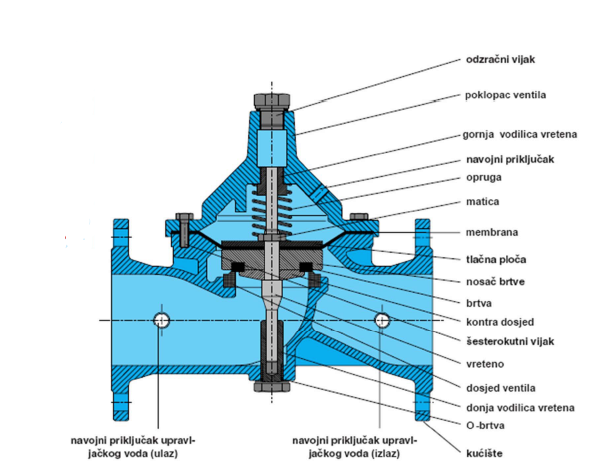 odzračni vijak
poklopac ventila
gornja vodilica vretena
navojni priključak
opruga
matica
membrana
tlačna ploča
nosač brtve
brtva
kontra dosjed
šesterokutni vijak
vreteno
dosjed ventila
donja vodilica vretena
O-brtva
kućište
navojni priključak upravl-
jačkog voda (ulaz)
navojni priključak upravl-
jačkog voda (izlaz)